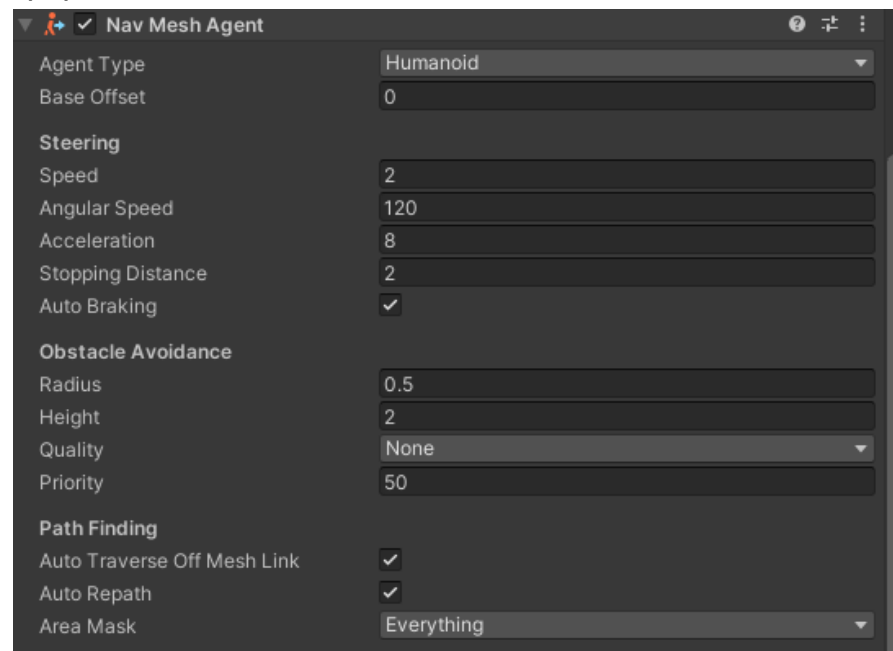 Nav Mesh Agent
Agent Type Humanoid
Base Offset 0
Steering
Speed 2
Angular Speed 120
Acceleration 8
Stopping Distance 2
Auto Braking
Obstacle Avoidance
Radius 0.5
Height 2
Quality None
Priority 50
Path Finding
Auto Traverse Off Mesh Link
Auto Repath
Area Mask Everything